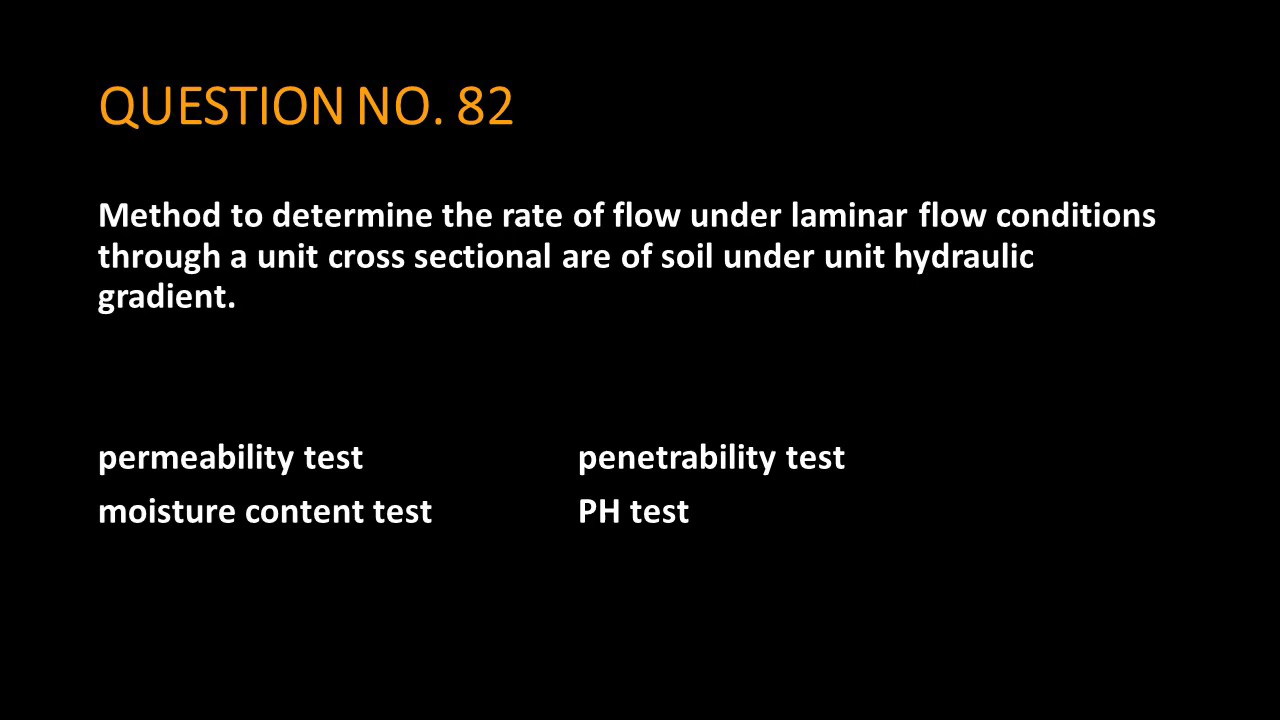 QUESTION NO. 82
Method to determine the rate of flow under laminar flow conditions
through a unit cross sectional are of soil under unit hydraulic
gradient.
permeability test penetrability test
moisture content test PH test